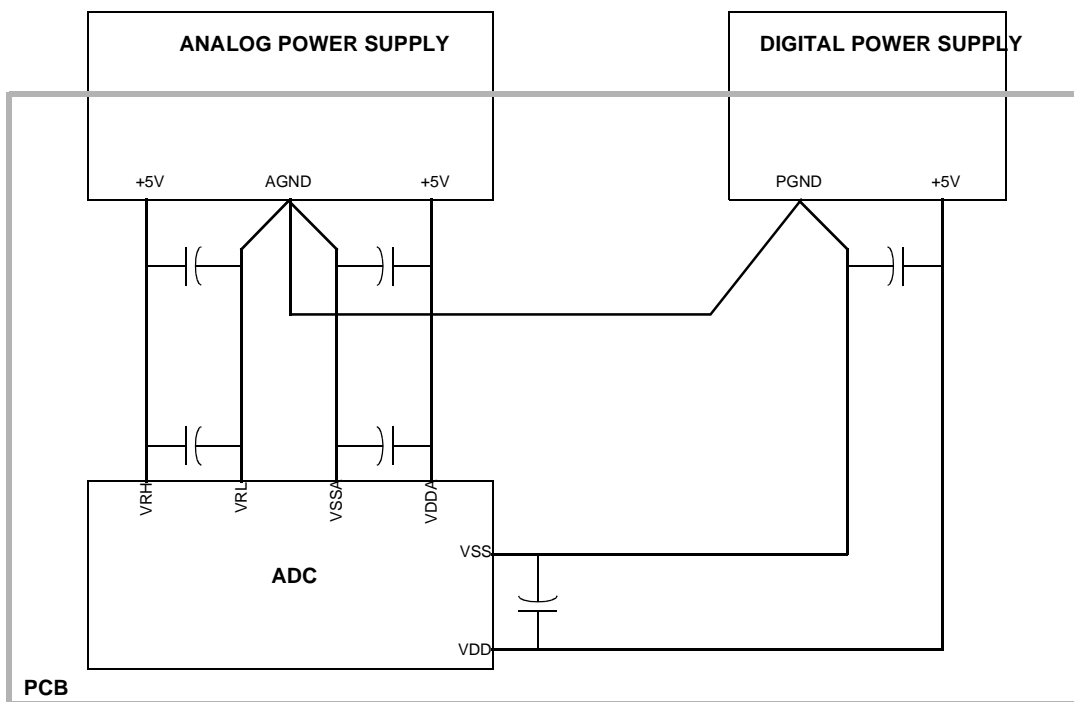 ANALOG POWER SUPPLY
DIGITAL POWER SUPPLY
+5V
AGND
+5V
PGND
+5V
VRH
VRL
VSSA
VDDA
VSS
ADC
VDD
PCB